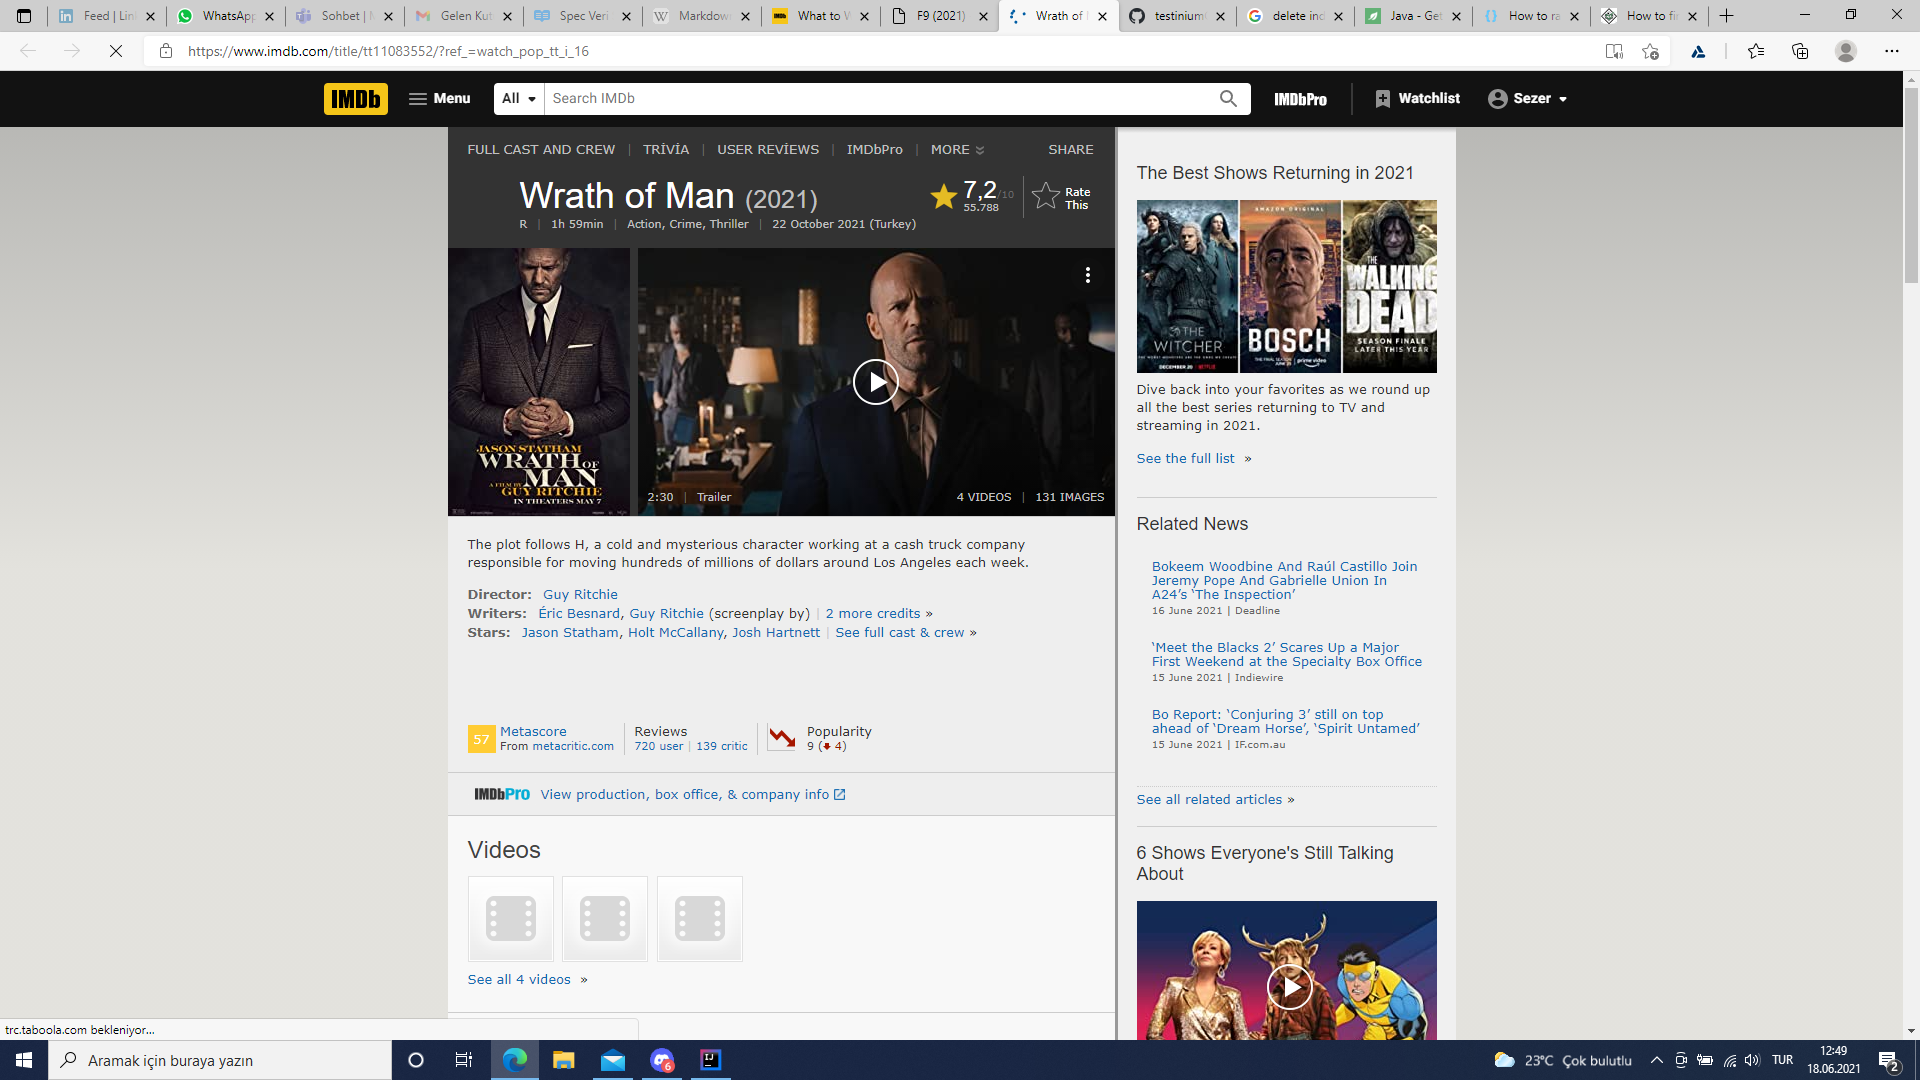 Feed | Lin
WhatsApp
Sohbet | M
Gelen Kut
Spec Veri
Markdown
What to W
F9 (2021)
Wrath of
testinium
delete ind
Java - Get
How to ra
How to fi
https://www.imdb.com/title/tt11083552/?ref_=watch_pop_tt_i_16
IMDb
Menu
All
Search IMDb
IMDbPro
Watchlist
Sezer
FULL CAST AND CREW | TRİVİA | USER REVİEWS | IMDbPro | MORE
SHARE
Wrath of Man (2021)
7,2/10
55.788
Rate
This
R | 1h 59min | Action, Crime, Thriller | 22 October 2021 (Turkey)
JASON STATHAM
WRATH OF
MAN
A FILM BY
GUY RITCHIE
IN THEATERS MAY 7
2:30 | Trailer
4 VIDEOS | 131 IMAGES
The plot follows H, a cold and mysterious character working at a cash truck company
responsible for moving hundreds of millions of dollars around Los Angeles each week.
Director: Guy Ritchie
Writers: Éric Besnard, Guy Ritchie (screenplay by) | 2 more credits »
Stars: Jason Statham, Holt McCallany, Josh Hartnett | See full cast & crew »
57
Metascore
From metacritic.com
Reviews
720 user | 139 critic
Popularity
9 (4)
IMDbPro View production, box office, & company info
Videos
See all 4 videos »
The Best Shows Returning in 2021
THE
WITCHER
DECEMBER 20 NETFLIX
AMAZON ORIGINAL
BOSCH
prime video
THE
WALKING
DEAD
SEASON FINALE
LATER THIS YEAR
Dive back into your favorites as we round up
all the best series returning to TV and
streaming in 2021.
See the full list »
Related News
Bokeem Woodbine And Raúl Castillo Join
Jeremy Pope And Gabrielle Union In
A24’s ‘The Inspection’
16 June 2021 | Deadline
‘Meet the Blacks 2’ Scares Up a Major
First Weekend at the Specialty Box Office
15 June 2021 | Indiewire
Bo Report: ‘Conjuring 3’ still on top
ahead of ‘Dream Horse’, ‘Spirit Untamed’
15 June 2021 | IF.com.au
See all related articles »
6 Shows Everyone's Still Talking
About
trc.taboola.com bekleniyor...
Aramak için buraya yazın
6
IJ
23°C Çok bulutlu
TUR
12:49
18.06.2021
2